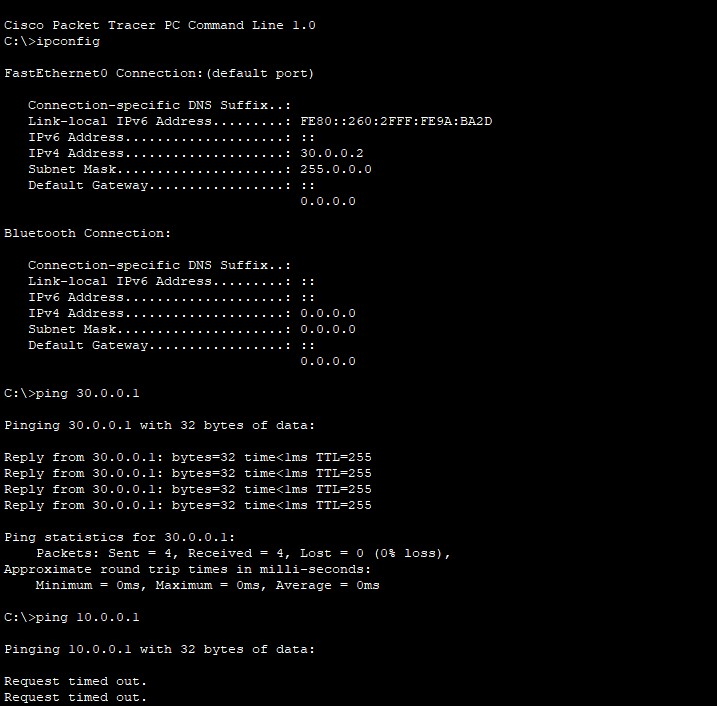 Cisco Packet Tracer PC Command Line 1.0
C:\>ipconfig
FastEthernet0 Connection:(default port)
Connection-specific DNS Suffix..:
Link-local IPv6 Address.........: FE80::260:2FFF:FE9A:BA2D
IPv6 Address....................: ::
IPv4 Address....................: 30.0.0.2
Subnet Mask.....................: 255.0.0.0
Default Gateway.................: ::
0.0.0.0
Bluetooth Connection:
Connection-specific DNS Suffix..:
Link-local IPv6 Address.........: ::
IPv6 Address....................: ::
IPv4 Address....................: 0.0.0.0
Subnet Mask.....................: 0.0.0.0
Default Gateway.................: ::
0.0.0.0
C:\>ping 30.0.0.1
Pinging 30.0.0.1 with 32 bytes of data:
Reply from 30.0.0.1: bytes=32 time<1ms TTL=255
Reply from 30.0.0.1: bytes=32 time<1ms TTL=255
Reply from 30.0.0.1: bytes=32 time<1ms TTL=255
Reply from 30.0.0.1: bytes=32 time<1ms TTL=255
Ping statistics for 30.0.0.1:
Packets: Sent = 4, Received = 4, Lost = 0 (0% loss),
Approximate round trip times in milli-seconds:
Minimum = 0ms, Maximum = 0ms, Average = 0ms
C:\>ping 10.0.0.1
Pinging 10.0.0.1 with 32 bytes of data:
Request timed out.
Request timed out.